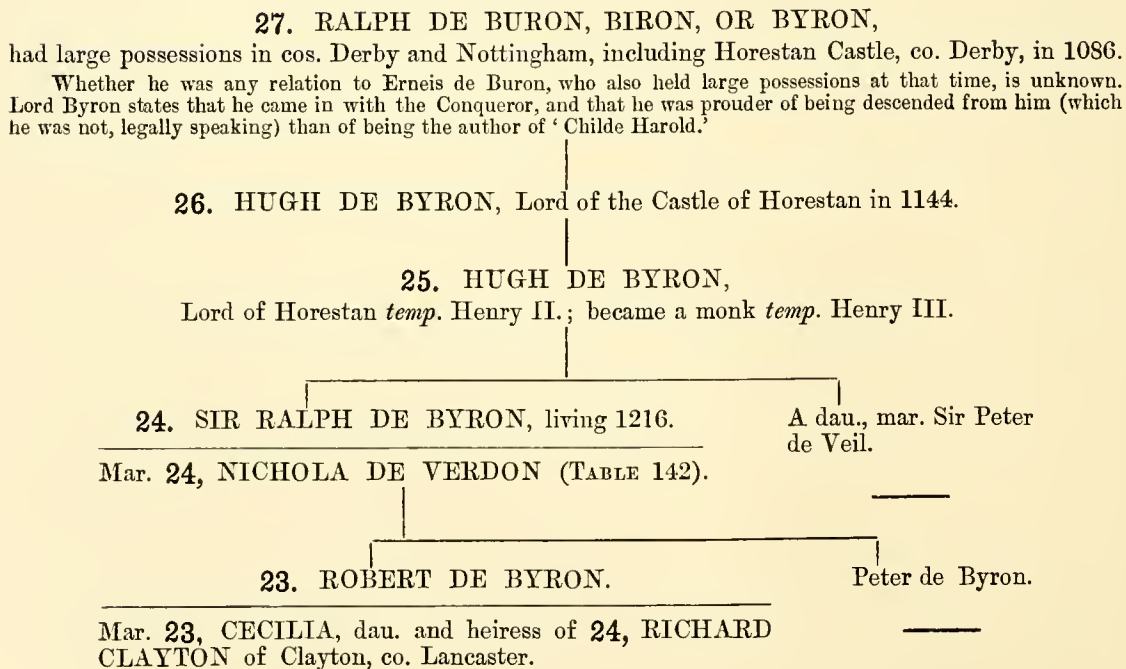 27. RALPH DE BURON, BIRON, OR BYRON,
had large possessions in cos. Derby and Nottingham, including Horestan Castle, co. Derby, in 1086.
Whether he was any relation to Erneis de Buron, who also held large possessions at that time, is unknown.
Lord Byron states that he came in with the Conqueror, and that he was prouder of being descended from him (which
he was not, legally speaking) than of being the author of ‘Childe Harold.’
26. HUGH DE BYRON, Lord of the Castle of Horestan in 1144.
25. HUGH DE BYRON,
Lord of Horestan temp. Henry II.; became a monk temp. Henry III.
24. SIR RALPH DE BYRON, living 1216.
Mar. 24, NICHOLA DE VERDON (TABLE 142).
A dau., mar. Sir Peter
de Veil.
23. ROBERT DE BYRON.
Mar. 23, CECILIA, dau. and heiress of 24, RICHARD
CLAYTON of Clayton, co. Lancaster.
Peter de Byron.